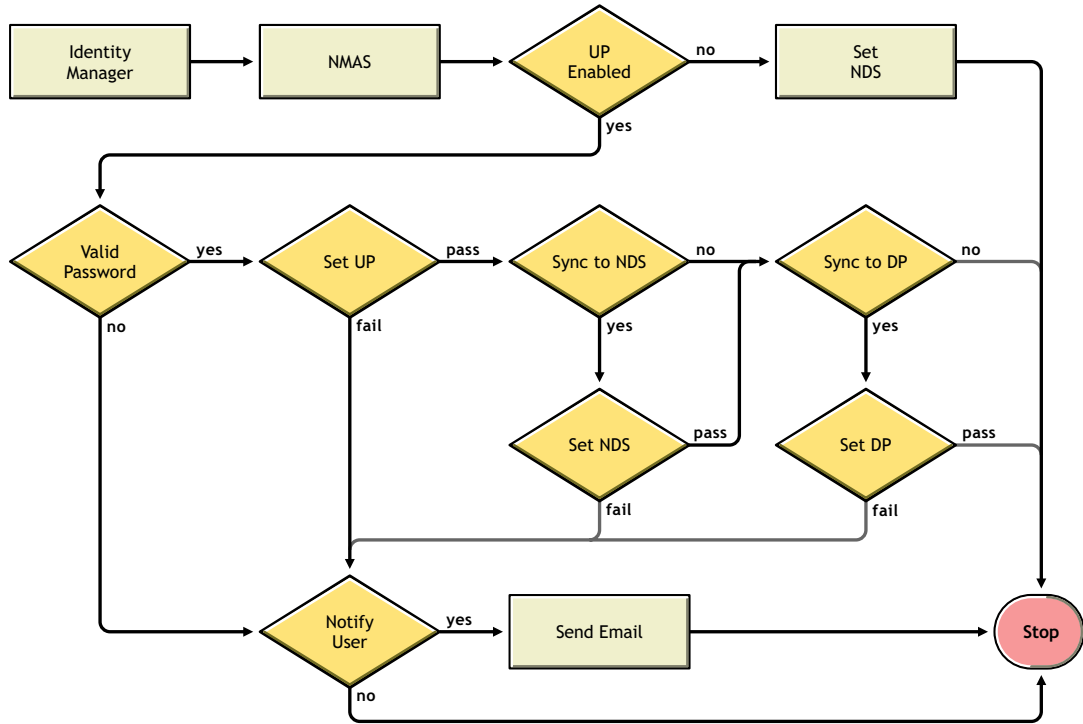 Identity
Manager
NMAS
UP
Enabled
no
Set
NDS
yes
Valid
Password
yes
Set UP
pass
Sync to NDS
no
Sync to DP
no
no
fail
yes
yes
Set NDS
pass
Set DP
pass
fail
fail
Notify
User
yes
Send Email
Stop
no